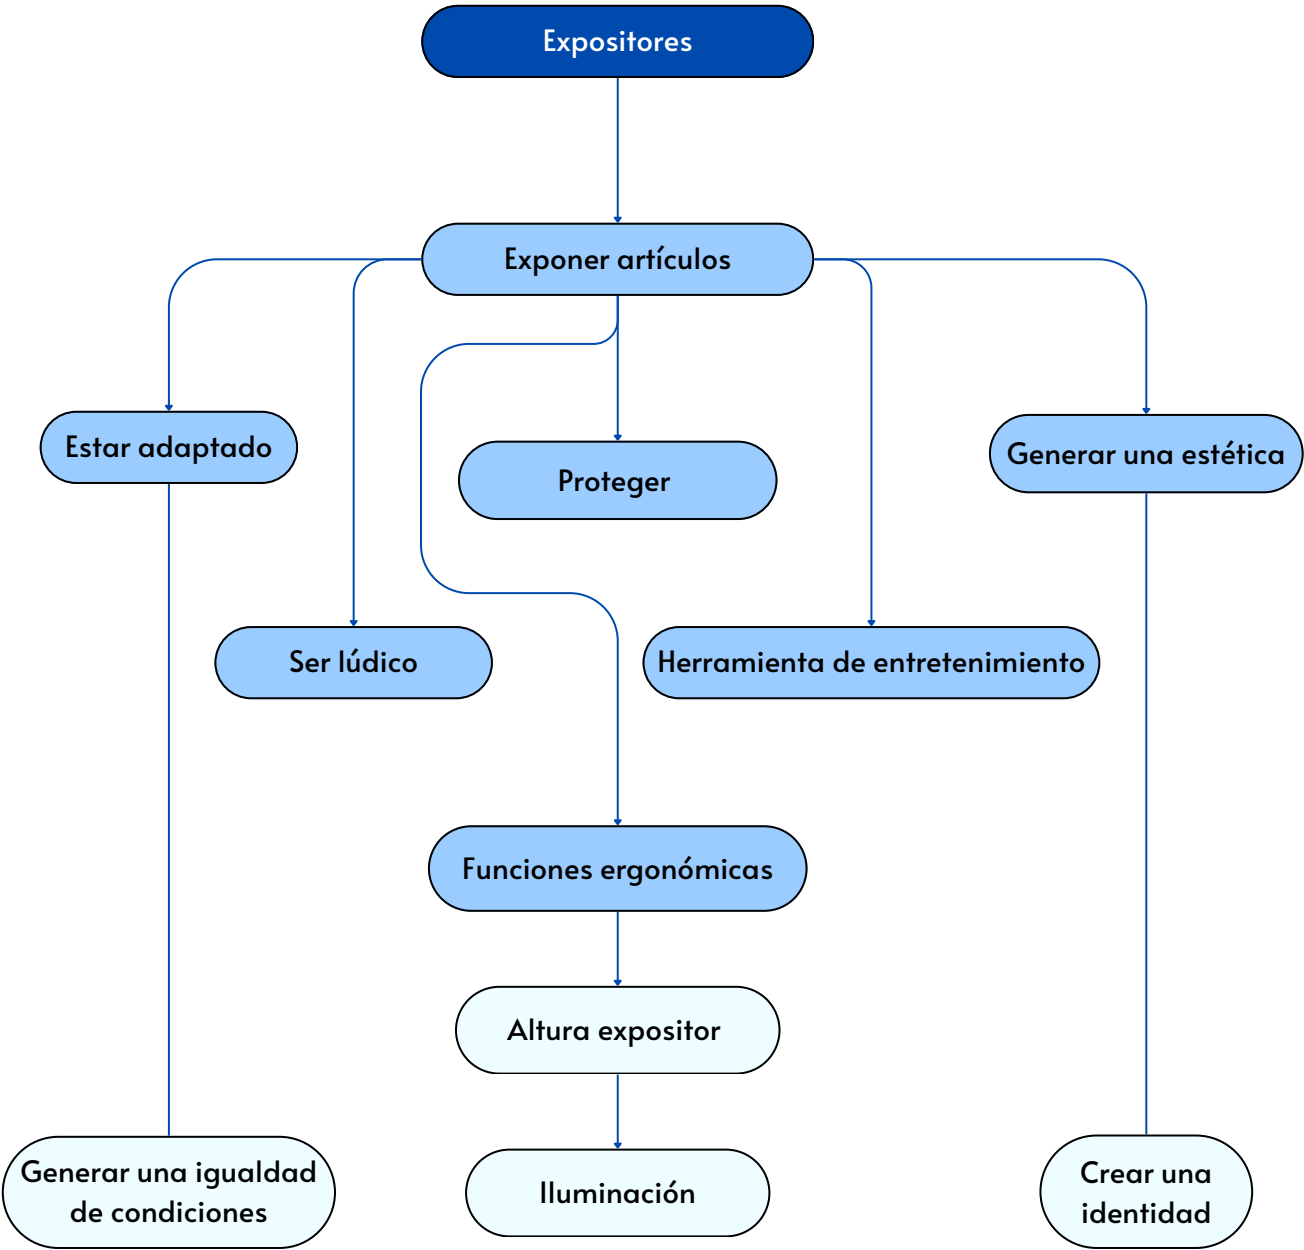 Expositores
Exponer artículos
Estar adaptado
Generar una estética
Proteger
Ser lúdico
Herramienta de entretenimiento
Funciones ergonómicas
Altura expositor
Generar una igualdad
de condiciones
Iluminación
Crear una
identidad